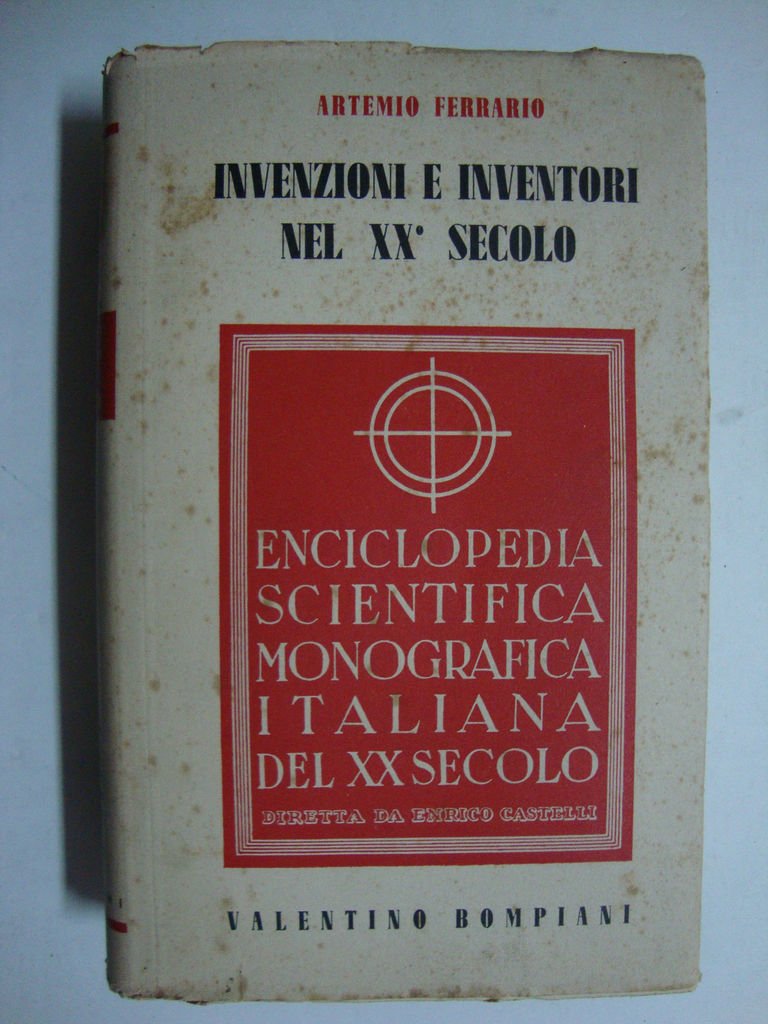 ARTEMIO FERRARIO
INVENZIONI E INVENTORI
NEL XX° SECOLO
ENCICLOPEDIA
SCIENTIFICA
MONOGRAFICA
ITALIANA
DEL XX SECOLO
DIRETTA DA ENRICO CASTELLI
VALENTINO BOMPIANI